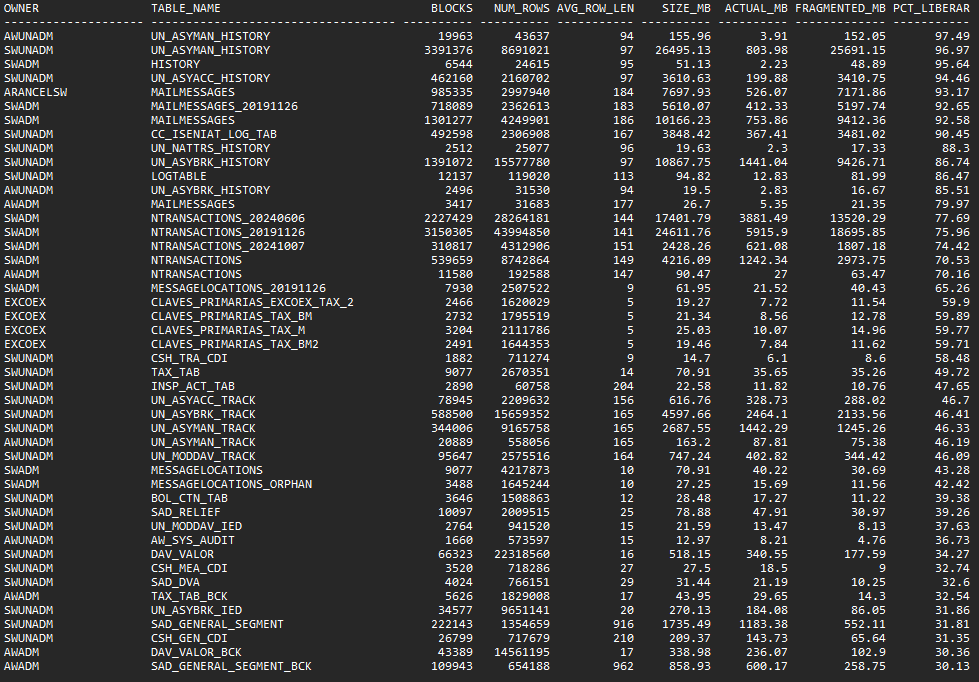 OWNER TABLE_NAME BLOCKS NUM_ROWS AVG_ROW_LEN SIZE_MB ACTUAL_MB FRAGMENTED_MB PCT_LIBERAR
-------------------- ----------------------------------- ---------- ---------- ----------- ---------- ---------- ------------- -----------
AWUNADM UN_ASYMAN_HISTORY 19963 43637 94 155.96 3.91 152.05 97.49
SWUNADM UN_ASYMAN_HISTORY 3391376 8691021 97 26495.13 803.98 25691.15 96.97
SWADM HISTORY 6544 24615 95 51.13 2.23 48.89 95.64
SWUNADM UN_ASYACC_HISTORY 462160 2160702 97 3610.63 199.88 3410.75 94.46
ARANCELSW MAILMESSAGES 985335 2997940 184 7697.93 526.07 7171.86 93.17
SWADM MAILMESSAGES_20191126 718089 2362613 183 5610.07 412.33 5197.74 92.65
SWADM MAILMESSAGES 1301277 4249901 186 10166.23 753.86 9412.36 92.58
SWUNADM CC_ISENIAT_LOG_TAB 492598 2306908 167 3848.42 367.41 3481.02 90.45
SWUNADM UN_NATTRS_HISTORY 2512 25077 96 19.63 2.3 17.33 88.3
SWUNADM UN_ASYBRK_HISTORY 1391072 15577780 97 10867.75 1441.04 9426.71 86.74
SWUNADM LOGTABLE 12137 119020 113 94.82 12.83 81.99 86.47
AWUNADM UN_ASYBRK_HISTORY 2496 31530 94 19.5 2.83 16.67 85.51
AWADM MAILMESSAGES 3417 31683 177 26.7 5.35 21.35 79.97
SWADM NTRANSACTIONS_20240606 2227429 28264181 144 17401.79 3881.49 13520.29 77.69
SWADM NTRANSACTIONS_20191126 3150305 43994850 141 24611.76 5915.9 18695.85 75.96
SWADM NTRANSACTIONS_20241007 310817 4312906 151 2428.26 621.08 1807.18 74.42
SWADM NTRANSACTIONS 539659 8742864 149 4216.09 1242.34 2973.75 70.53
AWADM NTRANSACTIONS 11580 192588 147 90.47 27 63.47 70.16
SWADM MESSAGELOCATIONS_20191126 7930 2507522 9 61.95 21.52 40.43 65.26
EXCOEX CLAVES_PRIMARIAS_EXCOEX_TAX_2 2466 1620029 5 19.27 7.72 11.54 59.9
EXCOEX CLAVES_PRIMARIAS_TAX_BM 2732 1795519 5 21.34 8.56 12.78 59.89
EXCOEX CLAVES_PRIMARIAS_TAX_M 3204 2111786 5 25.03 10.07 14.96 59.77
EXCOEX CLAVES_PRIMARIAS_TAX_BM2 2491 1644353 5 19.46 7.84 11.62 59.71
SWUNADM CSH_TRA_CDI 1882 711274 9 14.7 6.1 8.6 58.48
SWUNADM TAX_TAB 9077 2670351 14 70.91 35.65 35.26 49.72
SWUNADM INSP_ACT_TAB 2890 60758 204 22.58 11.82 10.76 47.65
SWUNADM UN_ASYACC_TRACK 78945 2209632 156 616.76 328.73 288.02 46.7
SWUNADM UN_ASYBRK_TRACK 588500 15659352 165 4597.66 2464.1 2133.56 46.41
SWUNADM UN_ASYMAN_TRACK 344006 9165758 165 2687.55 1442.29 1245.26 46.33
AWUNADM UN_ASYMAN_TRACK 20889 558056 165 163.2 87.81 75.38 46.19
SWUNADM UN_MODDAV_TRACK 95647 2575516 164 747.24 402.82 344.42 46.09
SWADM MESSAGELOCATIONS 9077 4217873 10 70.91 40.22 30.69 43.28
SWADM MESSAGELOCATIONS_ORPHAN 3488 1645244 10 27.25 15.69 11.56 42.42
SWUNADM BOL_CTN_TAB 3646 1508863 12 28.48 17.27 11.22 39.38
SWUNADM SAD_RELIEF 10097 2009515 25 78.88 47.91 30.97 39.26
SWUNADM UN_MODDAV_IED 2764 941520 15 21.59 13.47 8.13 37.63
AWUNADM AW_SYS_AUDIT 1660 573597 15 12.97 8.21 4.76 36.73
SWUNADM DAV_VALOR 66323 22318560 16 518.15 340.55 177.59 34.27
SWUNADM CSH_MEA_CDI 3520 718286 27 27.5 18.5 9 32.74
SWUNADM SAD_DVA 4024 766151 29 31.44 21.19 10.25 32.6
AWADM TAX_TAB_BCK 5626 1829008 17 43.95 29.65 14.3 32.54
SWUNADM UN_ASYBRK_IED 34577 9651141 20 270.13 184.08 86.05 31.86
SWUNADM SAD_GENERAL_SEGMENT 222143 1354659 916 1735.49 1183.38 552.11 31.81
SWUNADM CSH_GEN_CDI 26799 717679 210 209.37 143.73 65.64 31.35
AWADM DAV_VALOR_BCK 43389 14561195 17 338.98 236.07 102.9 30.36
AWADM SAD_GENERAL_SEGMENT_BCK 109943 654188 962 858.93 600.17 258.75 30.13